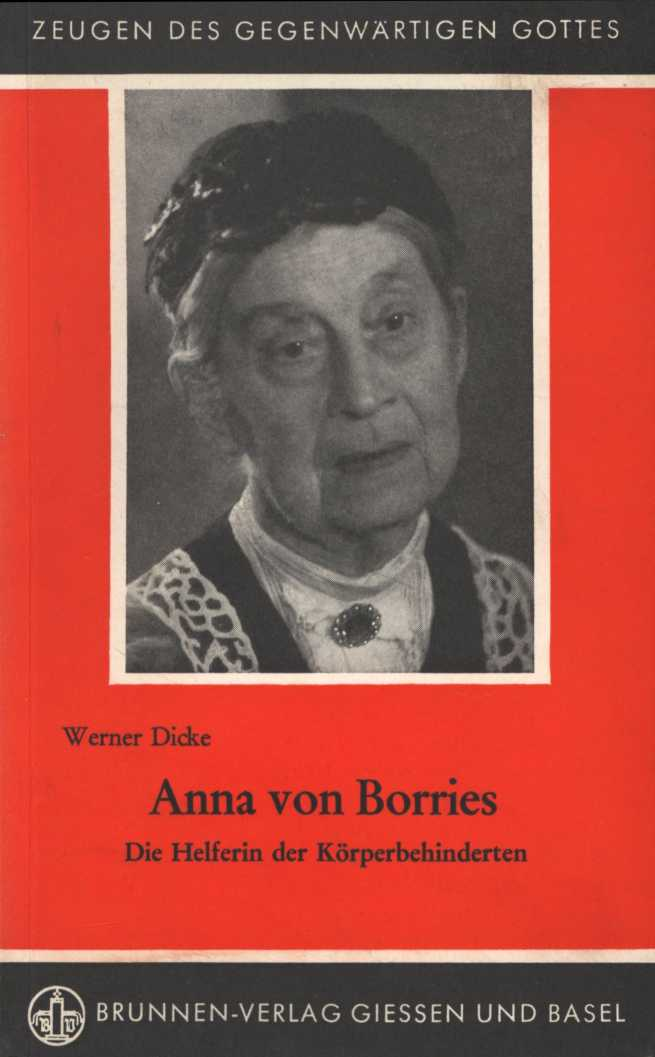 ZEUGEN DES GEGENWÄRTIGEN GOTTES
Werner Dicke
Anna von Borries
Die Helferin der Körperbehinderten
BRUNNEN-VERLAG GIESSEN UND BASEL